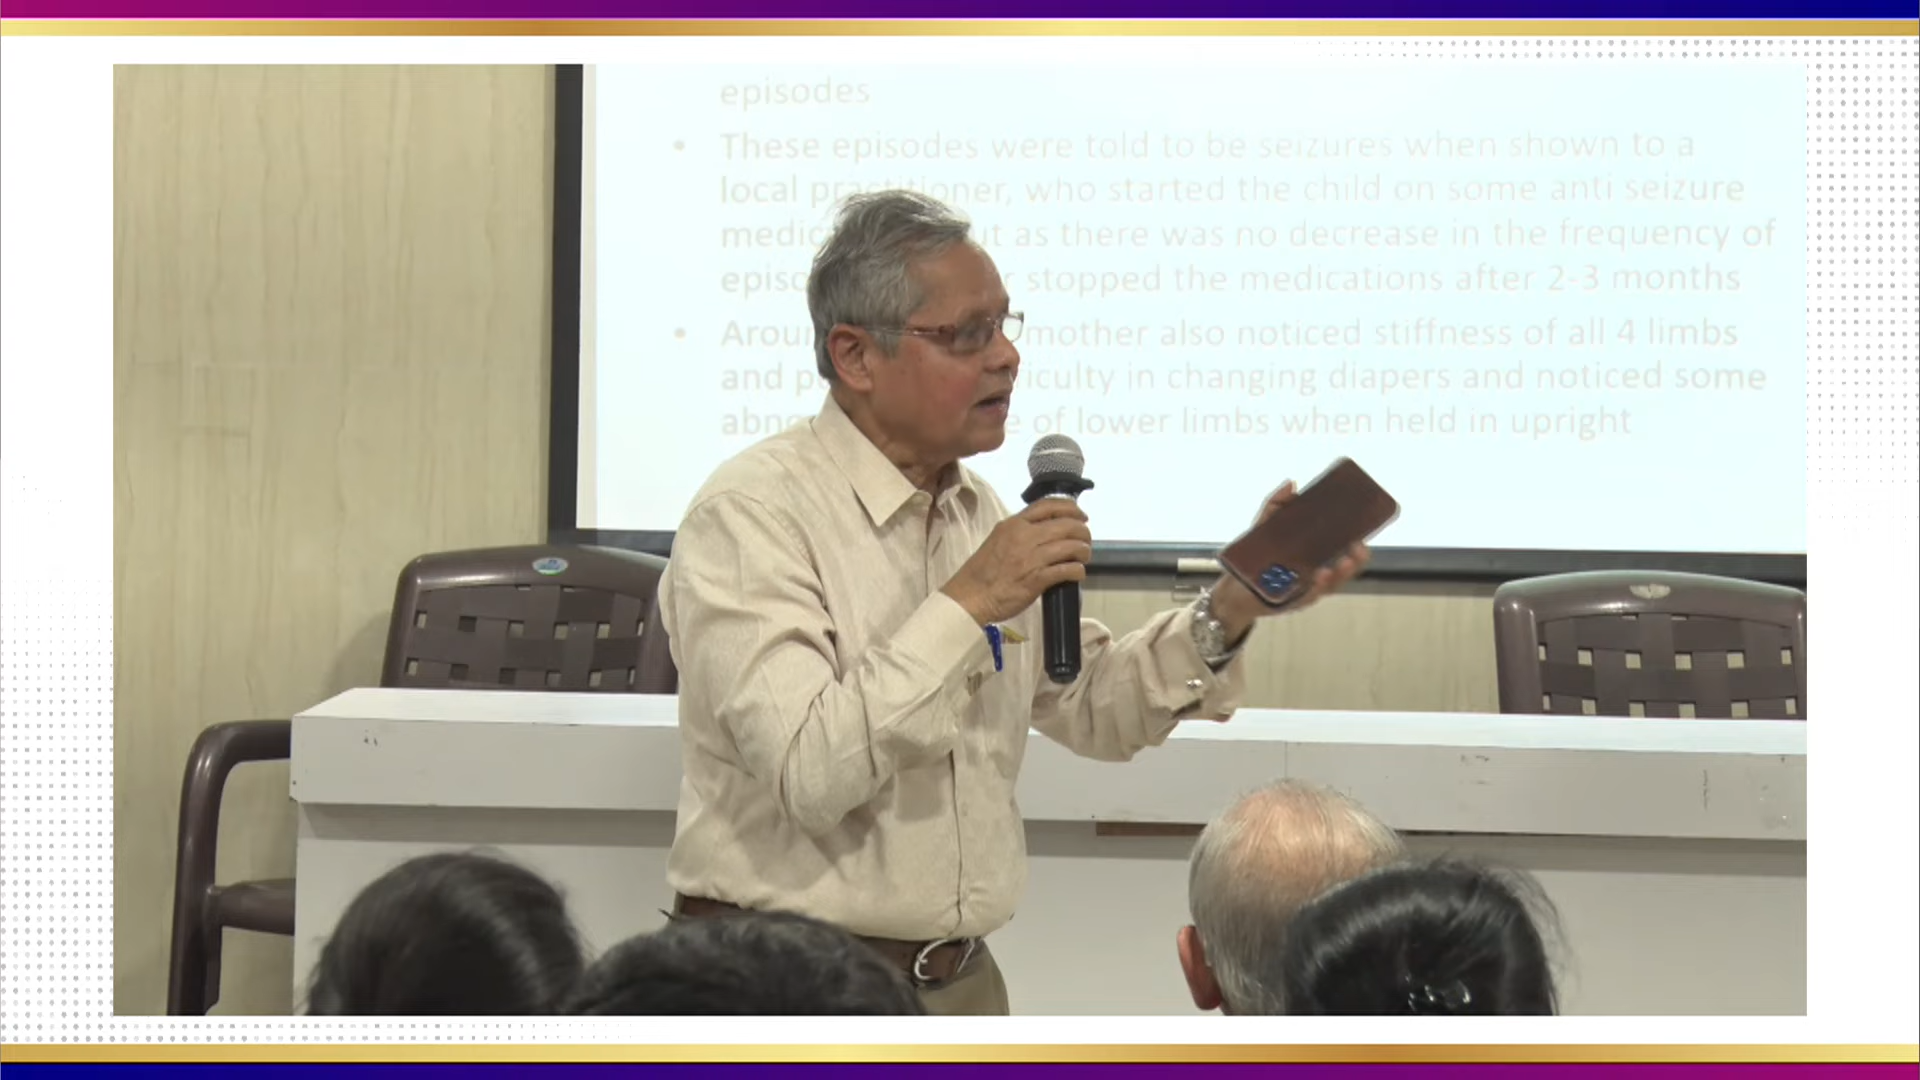 episodes
• These episodes were told to be seizures when shown to a
local practitioner, who started the child on some anti seizure
medic ut as there was no decrease in the frequency of
episo r stopped the medications after 2-3 months
• Arou mother also noticed stiffness of all 4 limbs
and p iculty in changing diapers and noticed some
abno e of lower limbs when held in upright